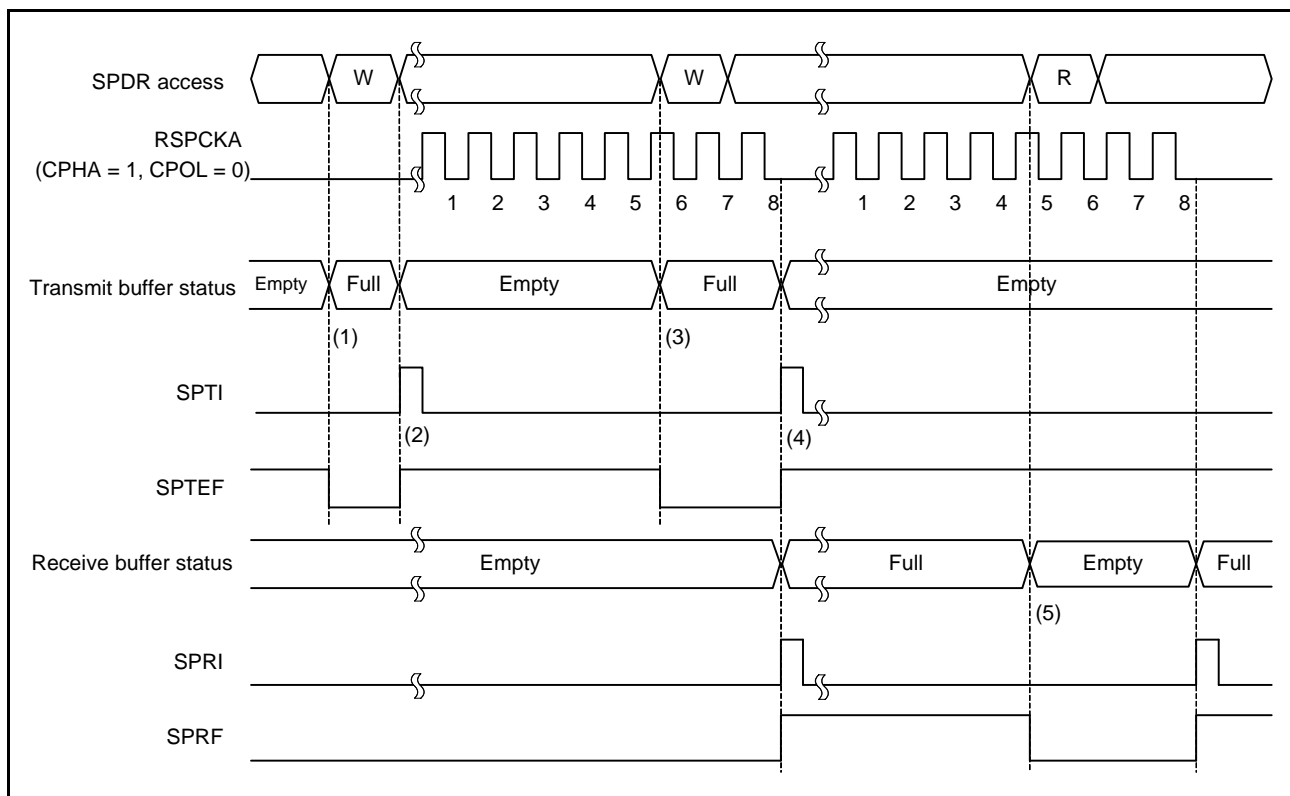 SPDR access
W
W
R
RSPCKA
(CPHA = 1, CPOL = 0)
1 2 3 4 5 6 7 8 1 2 3 4 5 6 7 8
Transmit buffer status
Empty Full Empty Full Empty
(1) (3)
SPTI
(2) (4)
SPTEF
Receive buffer status
Empty Full Empty Full
(5)
SPRI
SPRF